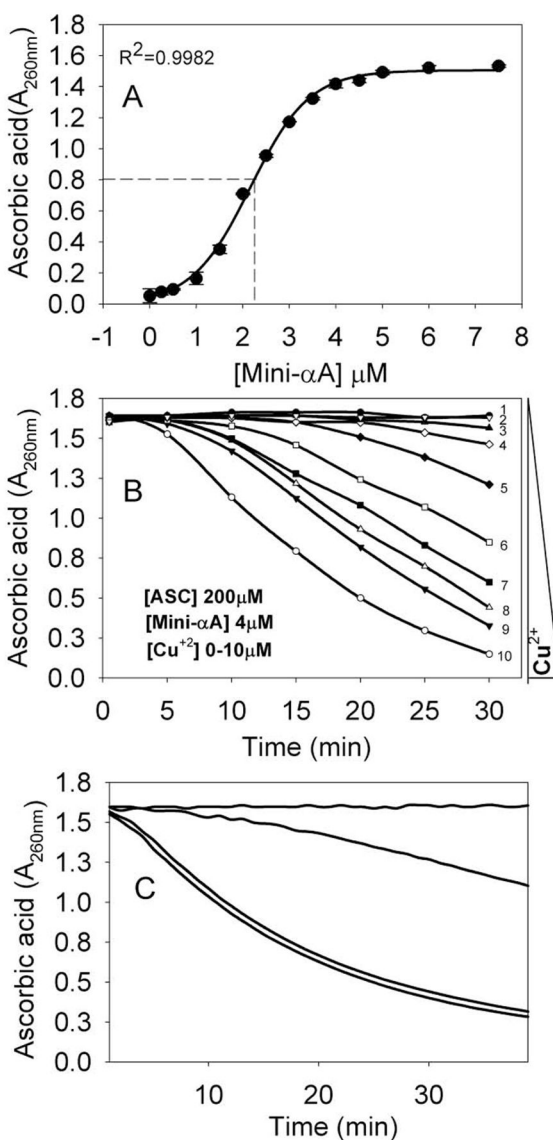 R²=0.9982
A
Ascorbic acid(A₂₆₀nm)
1.8
1.6
1.4
1.2
1.0
0.8
0.6
0.4
0.2
0.0
-1 0 1 2 3 4 5 6 7 8
[Mini-αA] μM
B
Ascorbic acid (A₂₆₀nm)
1.8
1.5
1.3
1.0
0.8
0.5
0.3
0.0
1
2
3
4
5
6
7
8
9
10
[ASC] 200μM
[Mini-αA] 4μM
[Cu⁺²] 0-10μM
Cu²⁺
0 5 10 15 20 25 30
Time (min)
C
Ascorbic acid (A₂₆₀nm)
1.8
1.5
1.3
1.0
0.8
0.5
0.3
0.0
10 20 30
Time (min)